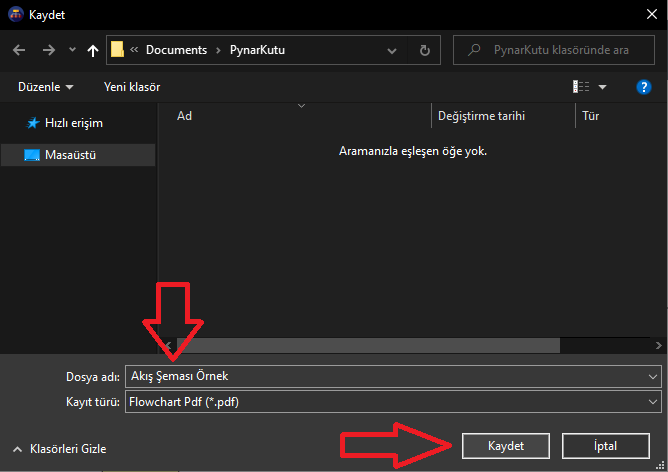 Kaydet
« Documents › PynarKutu
PynarKutu klasöründe ara
Düzenle
Yeni klasör
Hızlı erişim
Masaüstü
Ad
Değiştirme tarihi
Tür
Aramanızla eşleşen öğe yok.
Dosya adı: Akış Şeması Örnek
Kayıt türü: Flowchart Pdf (*.pdf)
Klasörleri Gizle
Kaydet
İptal